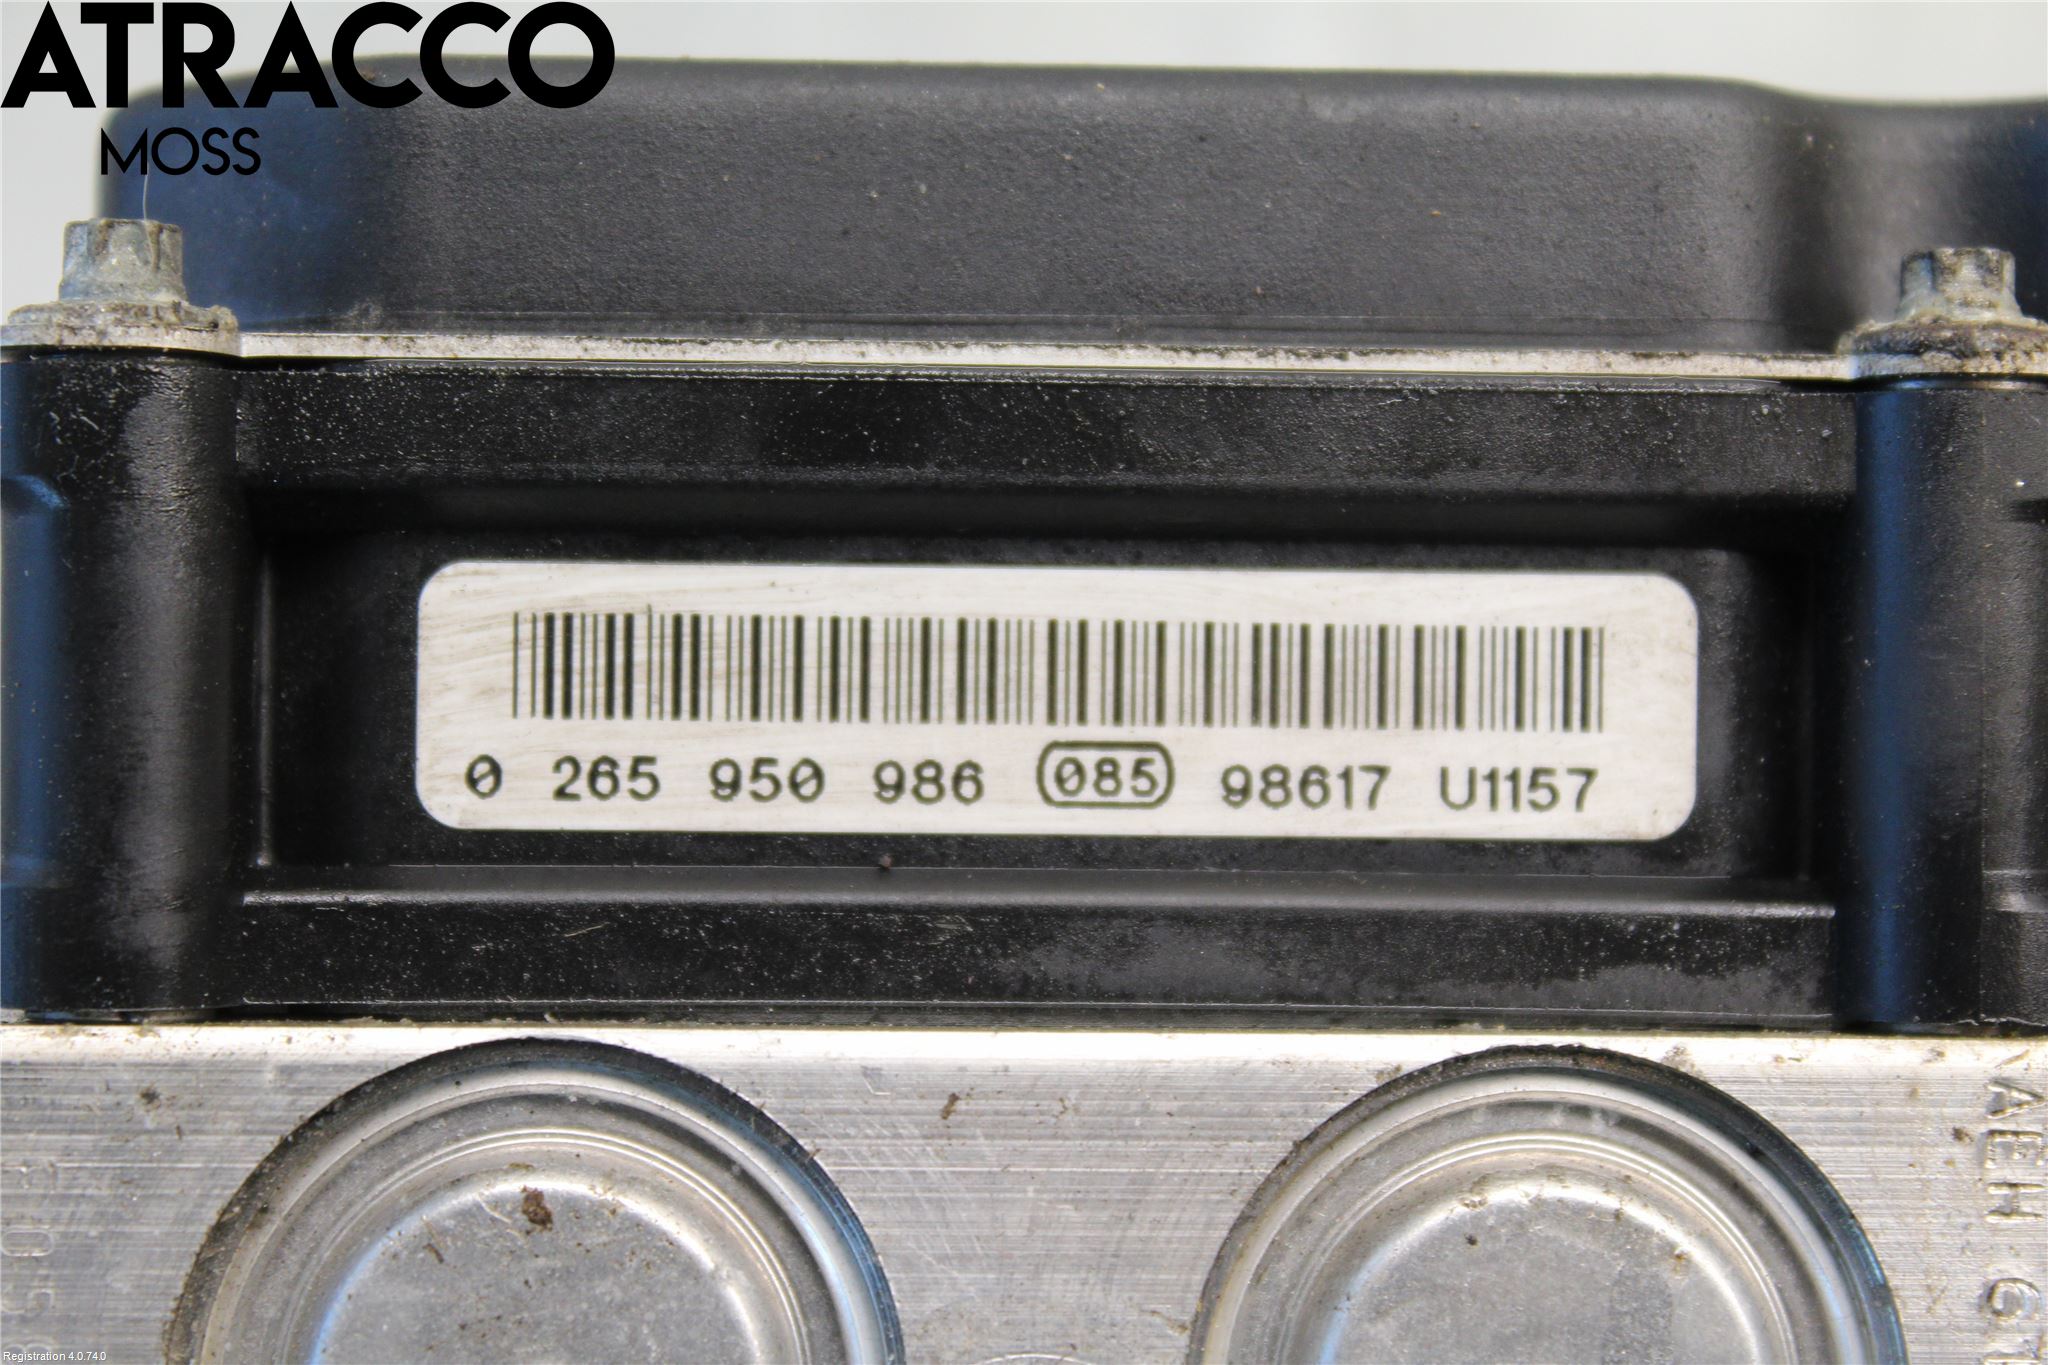 ATRACCO
MOSS
0 265 950 986 085 98617 U1157
Registration 4.0.74.0